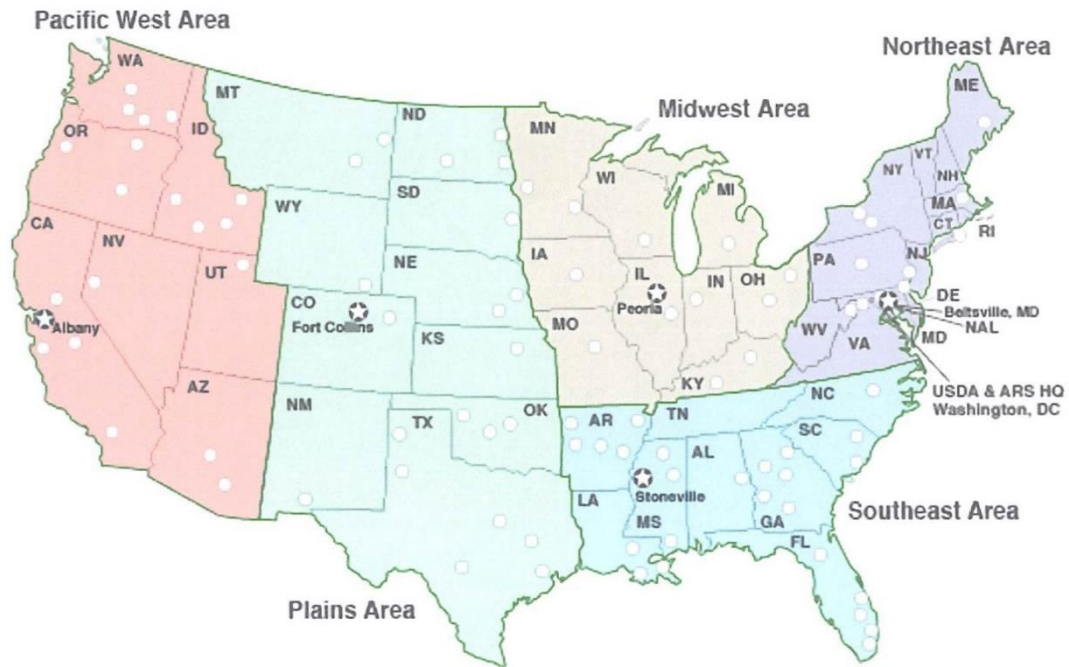 Pacific West Area
Northeast Area
Midwest Area
WA
ME
MT
ND
OR
ID
MN
VT
NY
NH
WI
MI
SD
MA
CT
RI
WY
CA
NV
IA
PA
NJ
NE
UT
IL
IN
OH
DE
CO
Peoria
Beltsville, MD
NAL
Albany
Fort Collins
MO
WV
MD
KS
VA
KY
USDA & ARS HQ
Washington, DC
AZ
NM
TX
OK
AR
TN
NC
SC
AL
Stoneville
LA
MS
GA
Southeast Area
FL
Plains Area